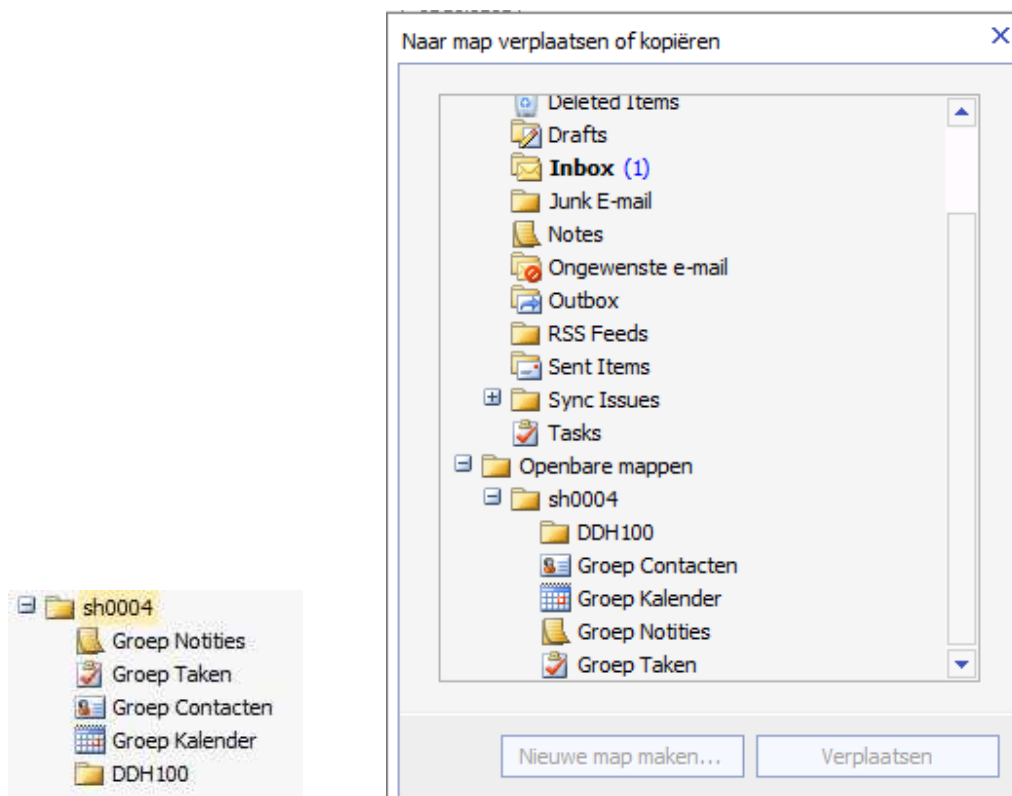 Naar map verplaatsen of kopiëren
Deleted Items
Drafts
Inbox (1)
Junk E-mail
Notes
Ongewenste e-mail
Outbox
RSS Feeds
Sent Items
Sync Issues
Tasks
Openbare mappen
sh0004
DDH100
Groep Contacten
Groep Kalender
Groep Notities
Groep Taken
Nieuwe map maken...
Verplaatsen
sh0004
Groep Notities
Groep Taken
Groep Contacten
Groep Kalender
DDH100